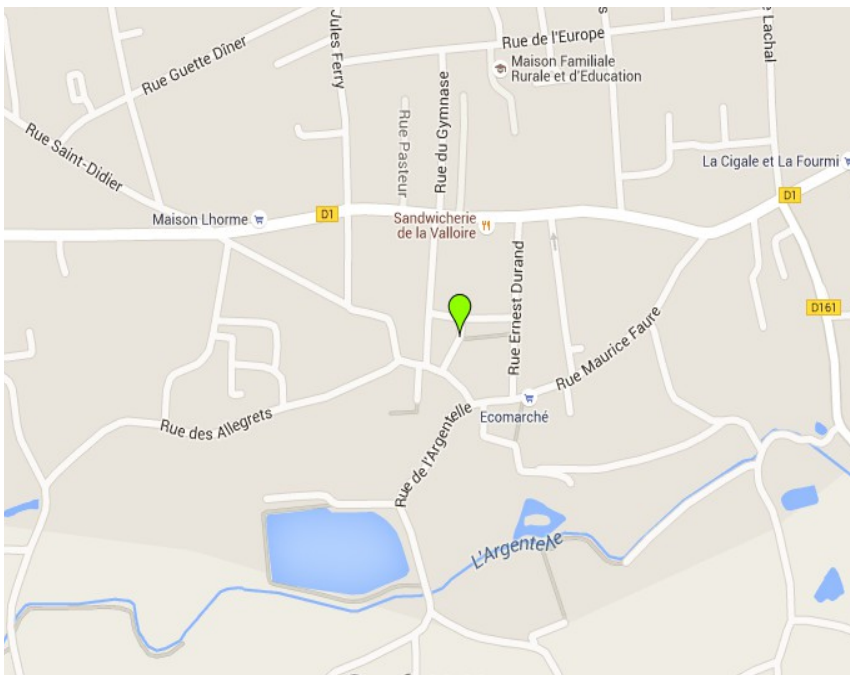 Jules Ferry
Rue Guette Dîner
Rue de l'Europe
Lachal
Maison Familiale
Rurale et d'Education
Rue du Gymnase
Rue Pasteur
Rue Saint-Didier
La Cigale et La Fourmi
D1
Maison Lhorme
D1
Sandwicherie
de la Valloire
Rue Ernest Durand
D161
Rue Maurice Faure
Rue des Allegrets
Ecomarché
Rue de l'Argentelle
L'Argentelle